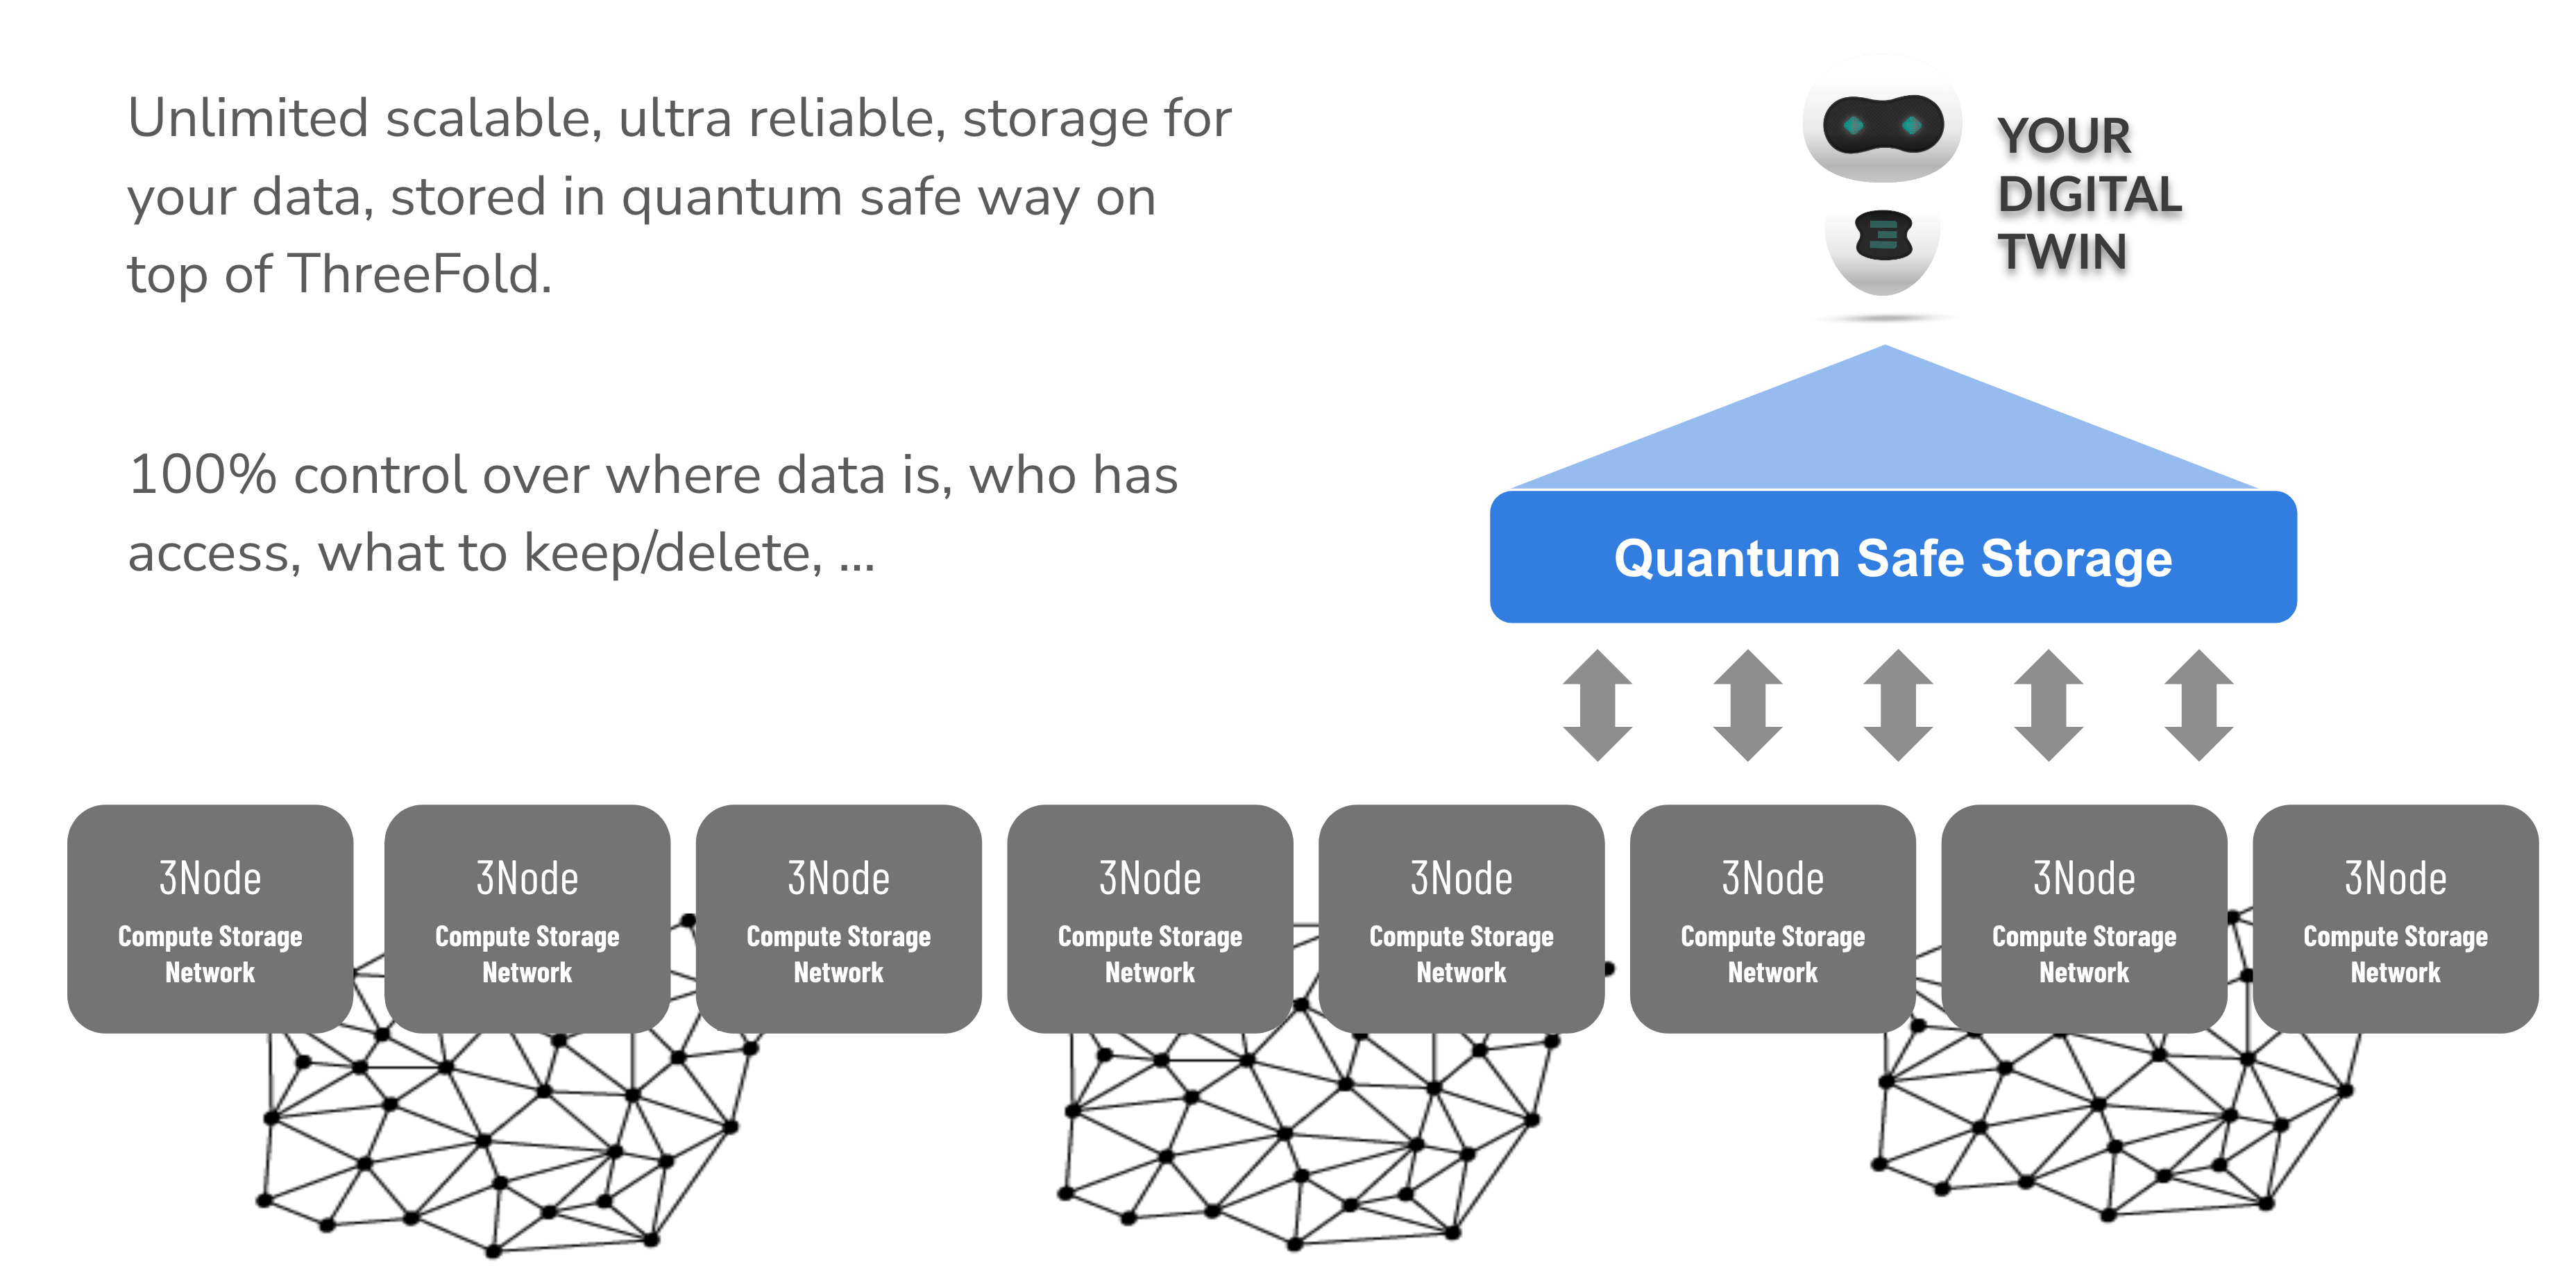 Unlimited scalable, ultra reliable, storage for
your data, stored in quantum safe way on
top of ThreeFold.
100% control over where data is, who has
access, what to keep/delete, ...
YOUR
DIGITAL
TWIN
Quantum Safe Storage
3Node
Compute Storage
Network
3Node
Compute Storage
Network
3Node
Compute Storage
Network
3Node
Compute Storage
Network
3Node
Compute Storage
Network
3Node
Compute Storage
Network
3Node
Compute Storage
Network
3Node
Compute Storage
Network